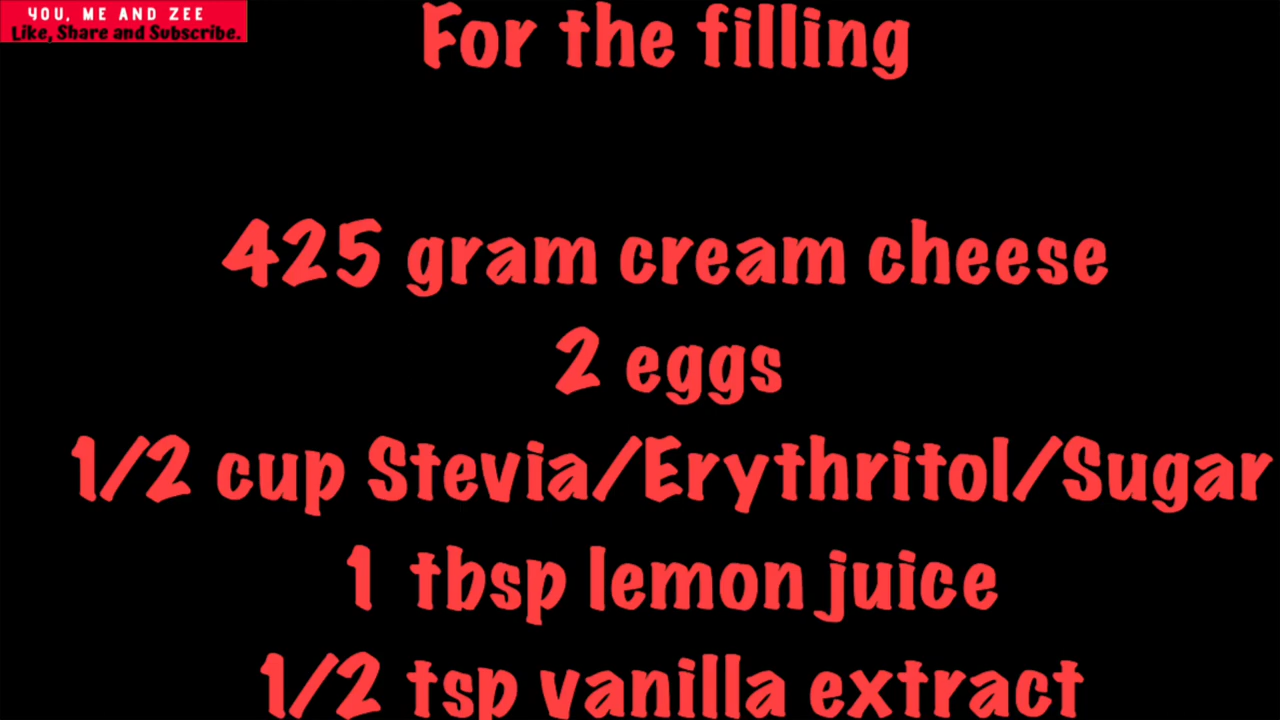 YOU, ME AND ZEE
Like, Share and Subscribe.
For the filling
425 gram cream cheese
2 eggs
1/2 cup Stevia/Erythritol/Sugar
1 tbsp lemon juice
1/2 tsp vanilla extract